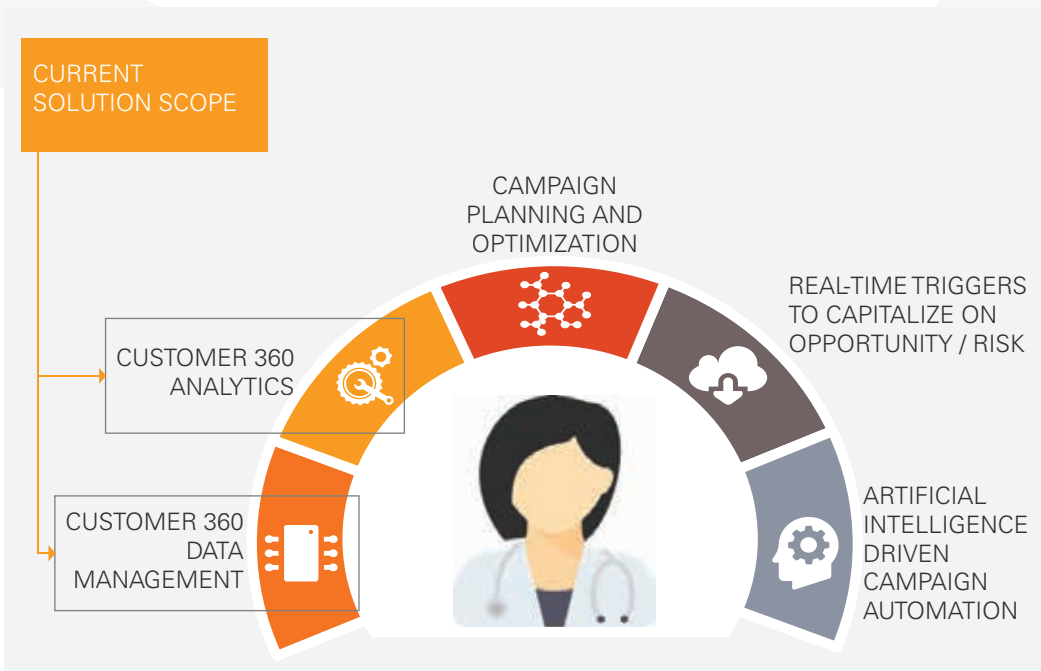 CURRENT
SOLUTION SCOPE
CAMPAIGN
PLANNING AND
OPTIMIZATION
REAL-TIME TRIGGERS
TO CAPITALIZE ON
OPPORTUNITY / RISK
CUSTOMER 360
ANALYTICS
CUSTOMER 360
DATA
MANAGEMENT
ARTIFICIAL
INTELLIGENCE
DRIVEN
CAMPAIGN
AUTOMATION